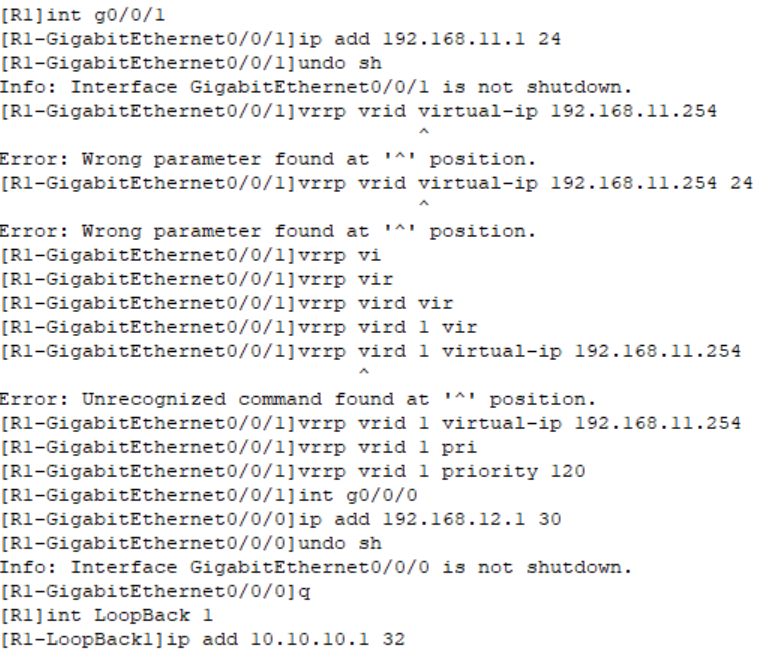 [R1]int g0/0/1
[R1-GigabitEthernet0/0/1]ip add 192.168.11.1 24
[R1-GigabitEthernet0/0/1]undo sh
Info: Interface GigabitEthernet0/0/1 is not shutdown.
[R1-GigabitEthernet0/0/1]vrrp vrid virtual-ip 192.168.11.254
^
Error: Wrong parameter found at '^' position.
[R1-GigabitEthernet0/0/1]vrrp vrid virtual-ip 192.168.11.254 24
^
Error: Wrong parameter found at '^' position.
[R1-GigabitEthernet0/0/1]vrrp vi
[R1-GigabitEthernet0/0/1]vrrp vir
[R1-GigabitEthernet0/0/1]vrrp vird vir
[R1-GigabitEthernet0/0/1]vrrp vird 1 vir
[R1-GigabitEthernet0/0/1]vrrp vird 1 virtual-ip 192.168.11.254
^
Error: Unrecognized command found at '^' position.
[R1-GigabitEthernet0/0/1]vrrp vrid 1 virtual-ip 192.168.11.254
[R1-GigabitEthernet0/0/1]vrrp vrid 1 pri
[R1-GigabitEthernet0/0/1]vrrp vrid 1 priority 120
[R1-GigabitEthernet0/0/1]int g0/0/0
[R1-GigabitEthernet0/0/0]ip add 192.168.12.1 30
[R1-GigabitEthernet0/0/0]undo sh
Info: Interface GigabitEthernet0/0/0 is not shutdown.
[R1-GigabitEthernet0/0/0]q
[R1]int LoopBack 1
[R1-LoopBack1]ip add 10.10.10.1 32